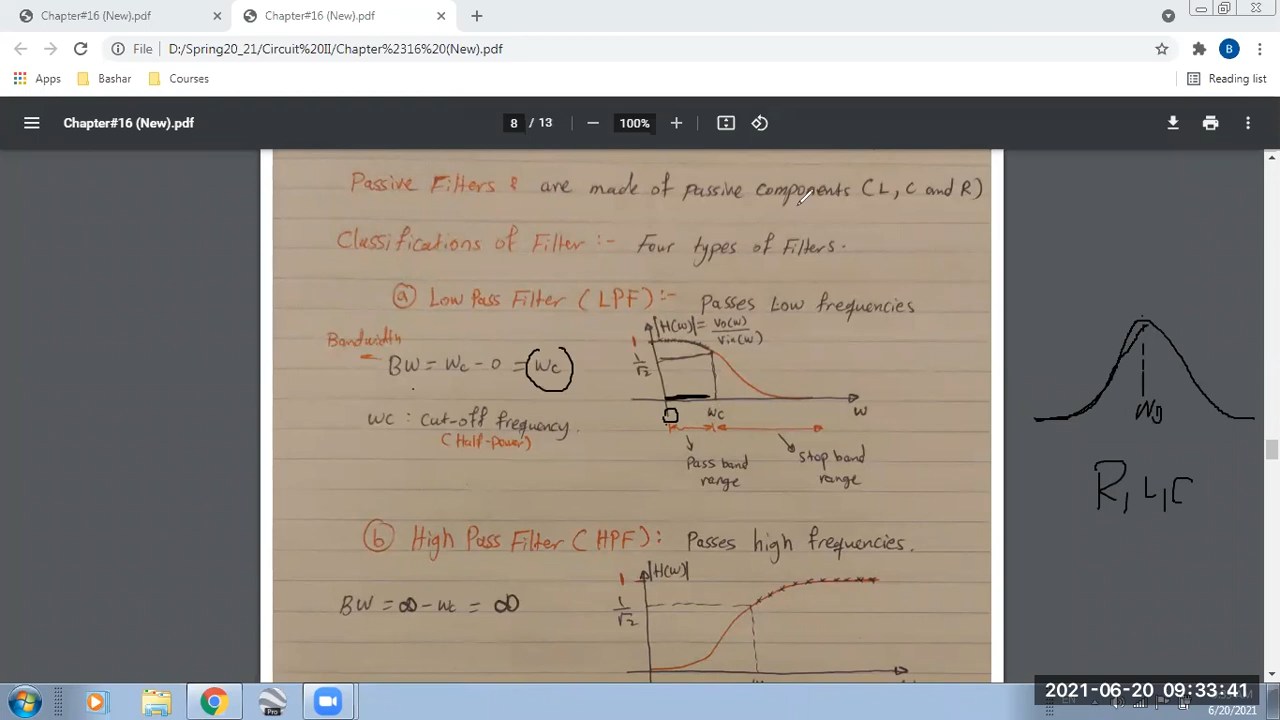 Chapter#16 (New).pdf
Chapter#16 (New).pdf
File D:/Spring20_21/Circuit%20II/Chapter%2316%20(New).pdf
B
Apps Bashar Courses Reading list
Chapter#16 (New).pdf 8 / 13 100%
Passive Filters : are made of passive components (L, C and R)
Classifications of Filter :- Four types of Filters.
(a) Low Pass Filter (LPF) :- Passes Low frequencies
Bandwidth
BW = Wc - 0 = Wc
Wc : Cut-off frequency.
(Half-power)
|H(w)| = Vo(w)/Vin(w)
1
1/√2
0 Wc W
Pass band range
Stop band range
(b) High Pass Filter (HPF) : Passes high frequencies.
BW = ∞ - Wc = ∞
|H(w)|
1
1/√2
W0
R, L, C
Pro
EN
2021-06-20 09:33:41
6/20/2021